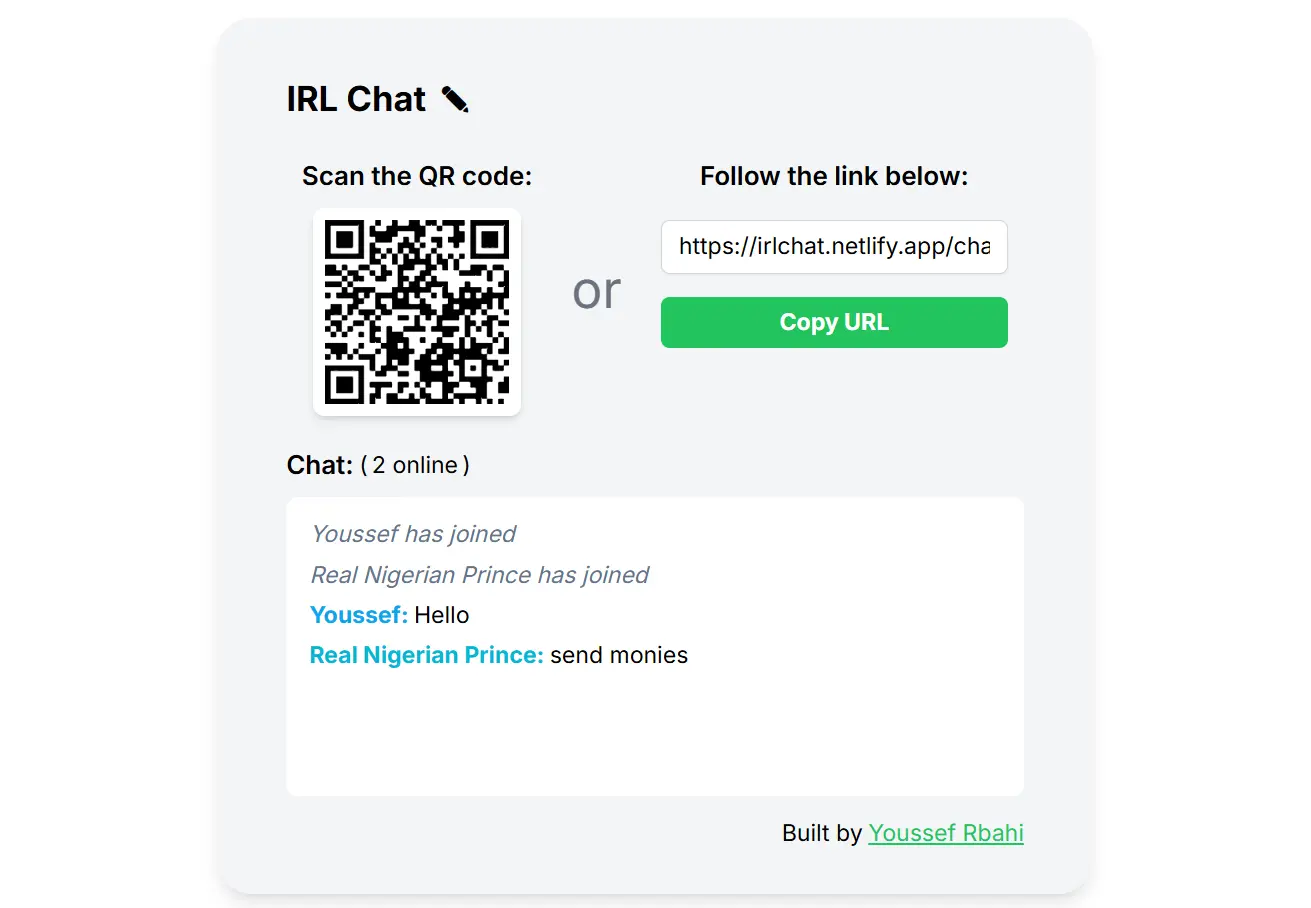 IRL Chat
Scan the QR code:
Follow the link below:
https://irlchat.netlify.app/cha
or
Copy URL
Chat: ( 2 online )
Youssef has joined
Real Nigerian Prince has joined
Youssef: Hello
Real Nigerian Prince: send monies
Built by Youssef Rbahi